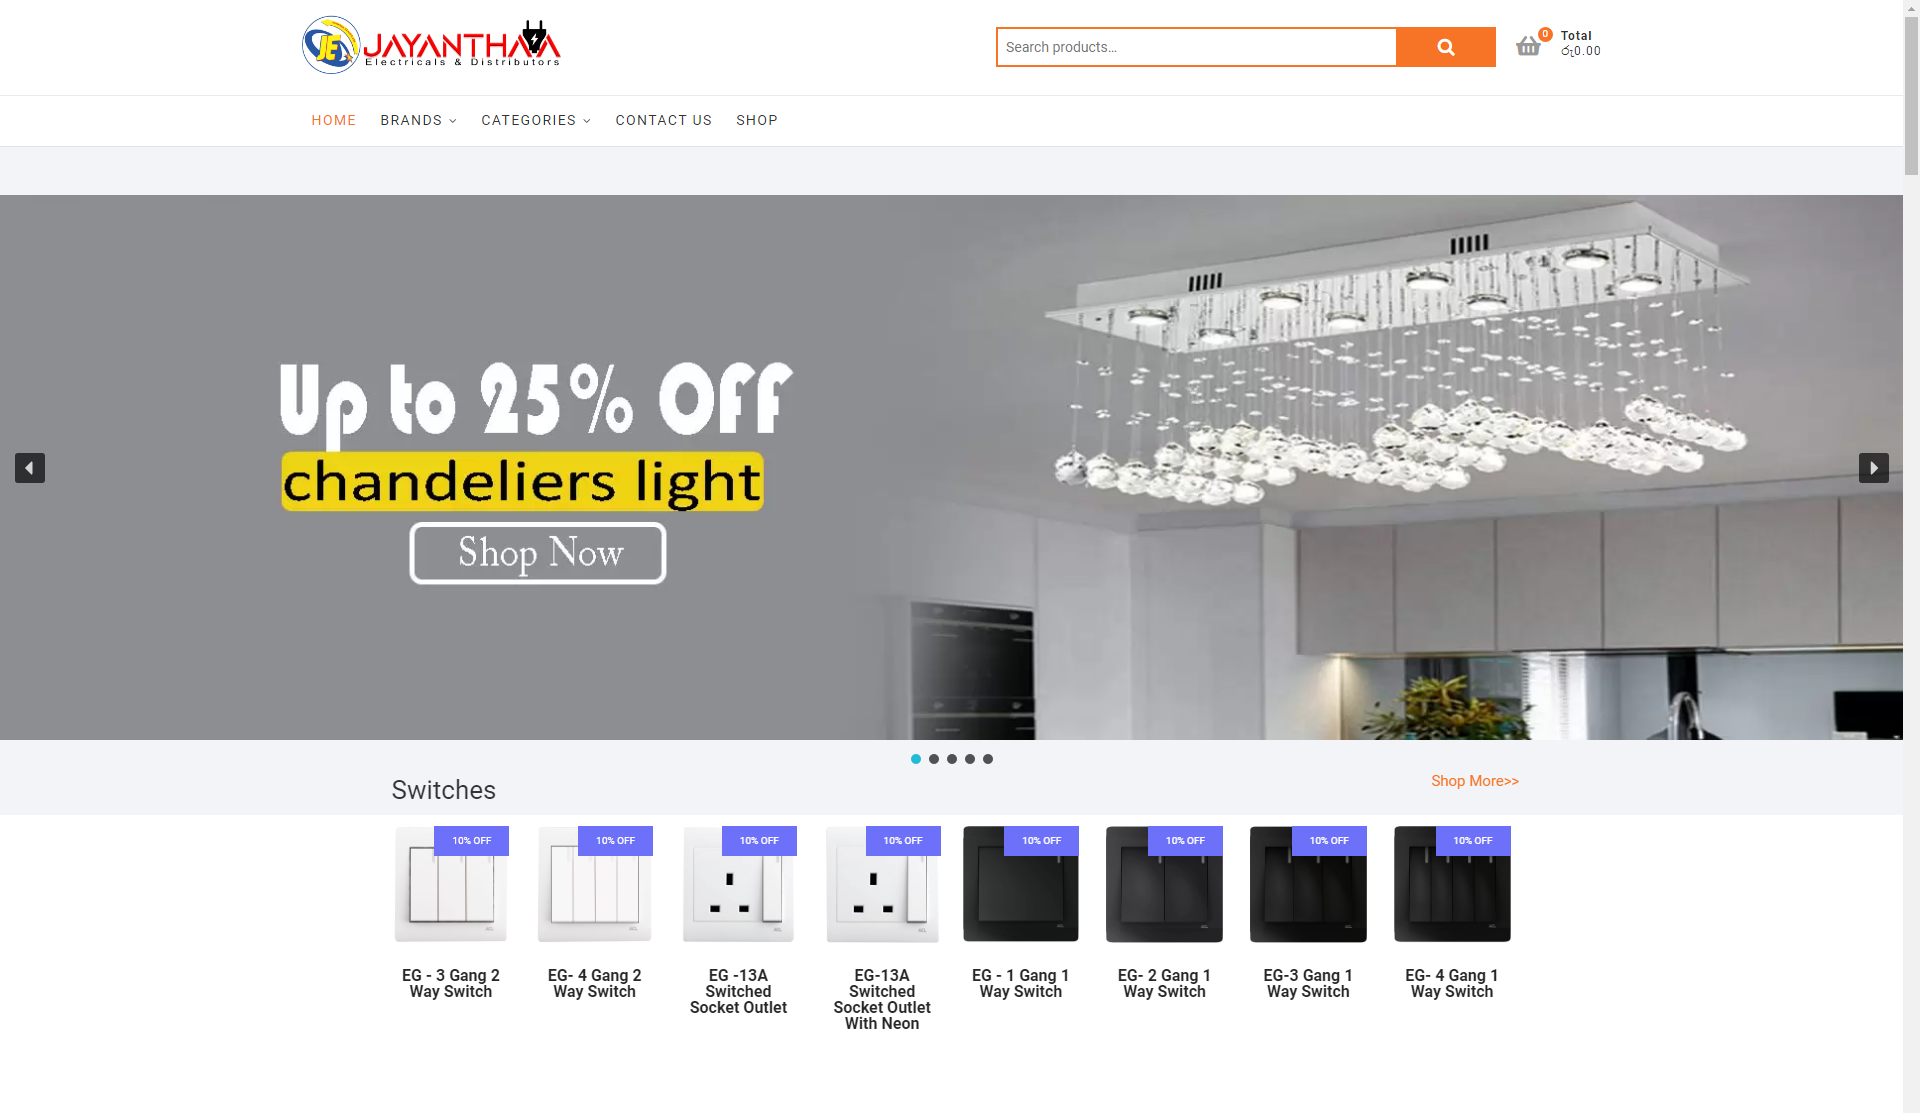 JE
JAYANTHA
Electricals & Distributors
Search products...
0
Total
රු0.00
HOME
BRANDS
CATEGORIES
CONTACT US
SHOP
Up to 25% OFF
chandeliers light
Shop Now
Switches
Shop More>>
10% OFF
10% OFF
10% OFF
10% OFF
10% OFF
10% OFF
10% OFF
10% OFF
EG - 3 Gang 2
Way Switch
EG- 4 Gang 2
Way Switch
EG -13A
Switched
Socket Outlet
EG-13A
Switched
Socket Outlet
With Neon
EG - 1 Gang 1
Way Switch
EG- 2 Gang 1
Way Switch
EG-3 Gang 1
Way Switch
EG- 4 Gang 1
Way Switch